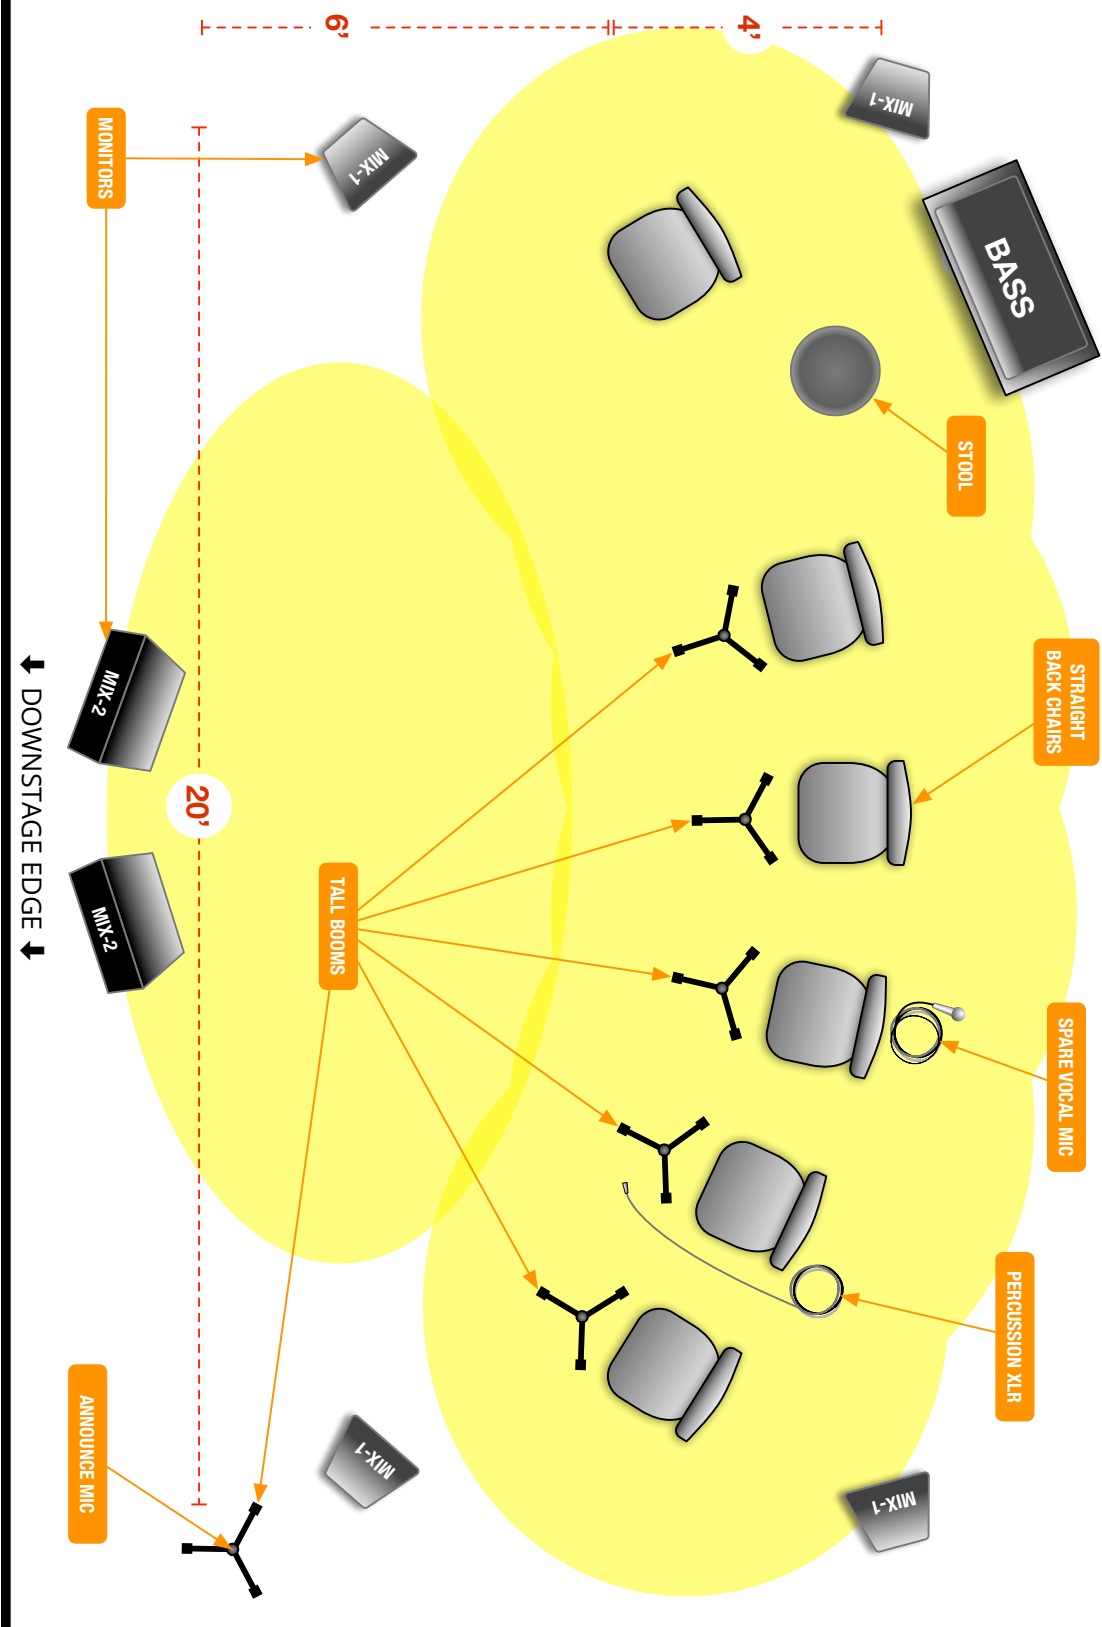 STRAIGHT
BACK CHAIRS
SPARE VOCAL MIC
PERCUSSION XLR
BASS
STOOL
MIX-1
MIX-1
4’
MIX-1
MIX-1
6’
TALL BOOMS
20’
MIX-2
MIX-2
MONITORS
ANNOUNCE MIC
⬇ DOWNSTAGE EDGE ⬇